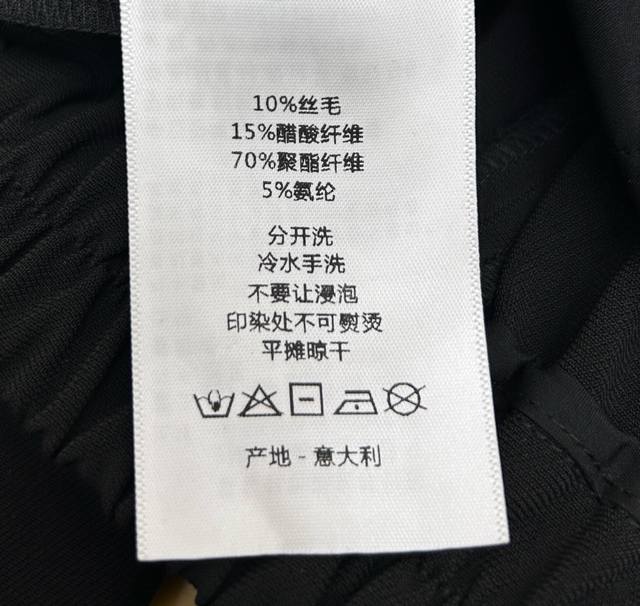 10%丝毛
15%醋酸纤维
70%聚酯纤维
5%氨纶
分开洗
冷水手洗
不要让浸泡
印染处不可熨烫
平摊晾干
产地 - 意大利